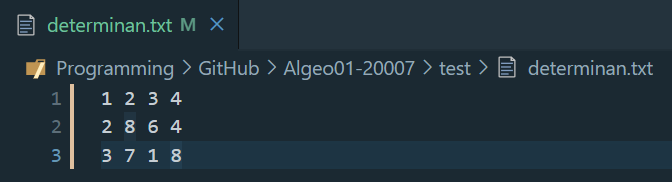 determinan.txt M
Programming > GitHub > Algeo01-20007 > test > determinan.txt
1 1 2 3 4
2 2 8 6 4
3 3 7 1 8